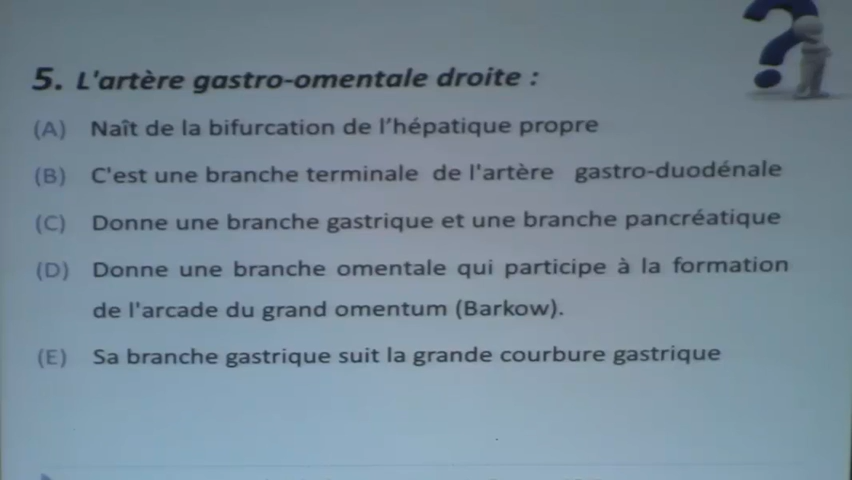 5. L'artère gastro-omentale droite :
(A) Naît de la bifurcation de l’hépatique propre
(B) C'est une branche terminale de l'artère gastro-duodénale
(C) Donne une branche gastrique et une branche pancréatique
(D) Donne une branche omentale qui participe à la formation
de l'arcade du grand omentum (Barkow).
(E) Sa branche gastrique suit la grande courbure gastrique